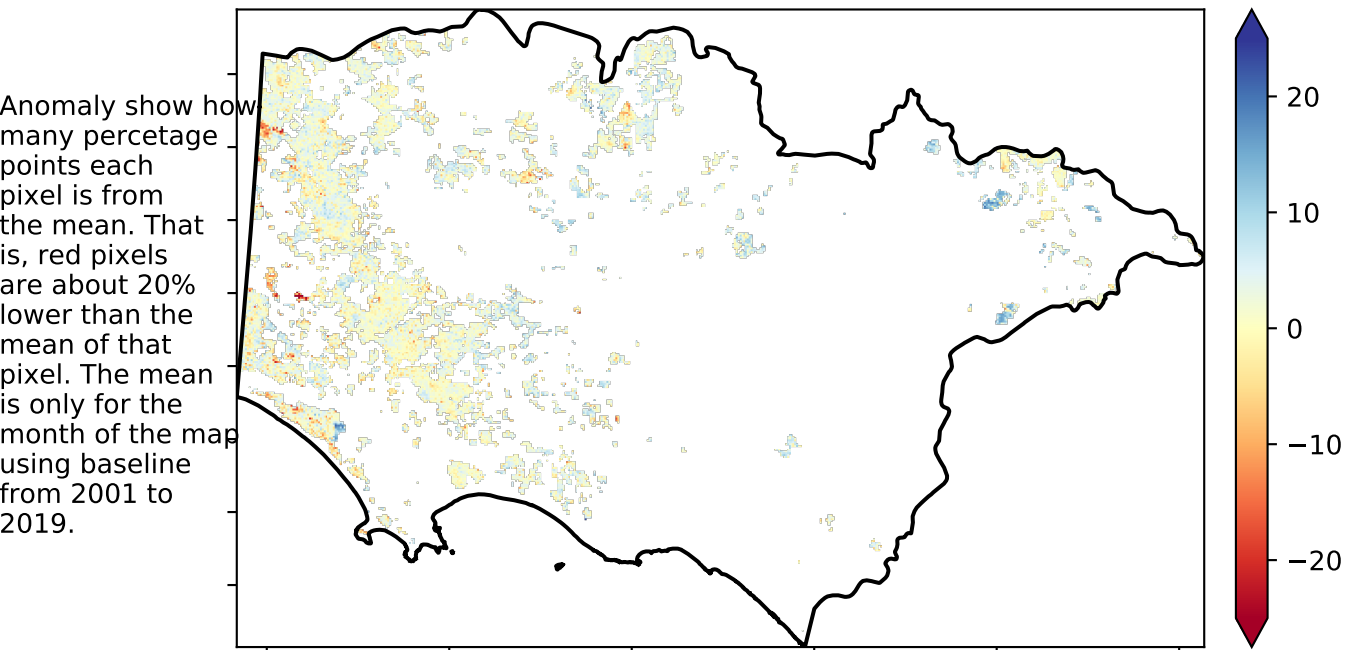 Anomaly show how
many percetage
points each
pixel is from
the mean. That
is, red pixels
are about 20%
lower than the
mean of that
pixel. The mean
is only for the
month of the map
using baseline
from 2001 to
2019.
20
10
0
−10
−20